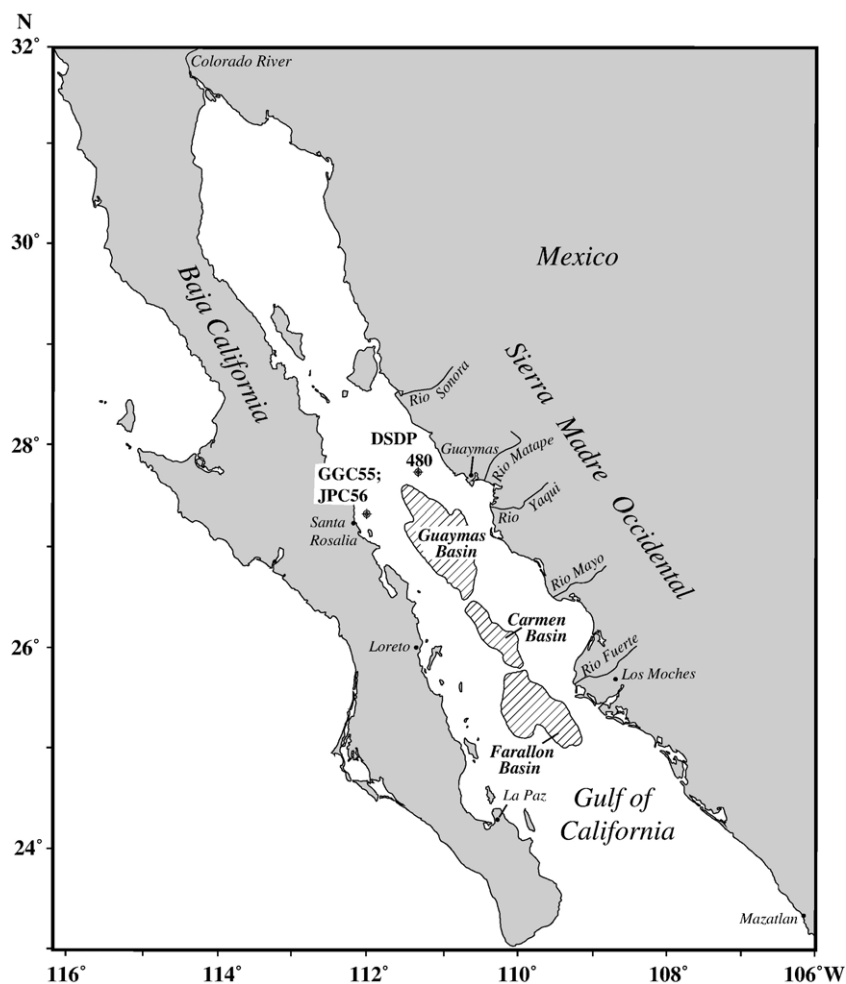 N
32°
Colorado River
30°
Mexico
Baja California
Sierra Madre Occidental
Rio Sonora
28°
DSDP
480
Guaymas
Rio Matape
GGC55;
JPC56
Santa
Rosalia
Rio Yaqui
Guaymas
Basin
Rio Mayo
Carmen
Basin
26°
Loreto
Rio Fuerte
Los Moches
Farallon
Basin
La Paz
Gulf of
California
24°
Mazatlan
116°
114°
112°
110°
108°
106°W